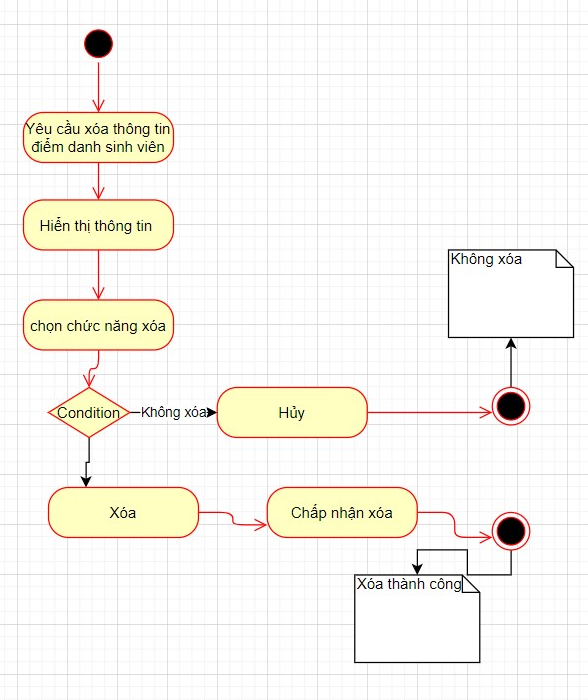 Yêu cầu xóa thông tin
điểm danh sinh viên
Hiển thị thông tin
chọn chức năng xóa
Không xóa
Condition
Không xóa
Hủy
Xóa
Chấp nhận xóa
Xóa thành công